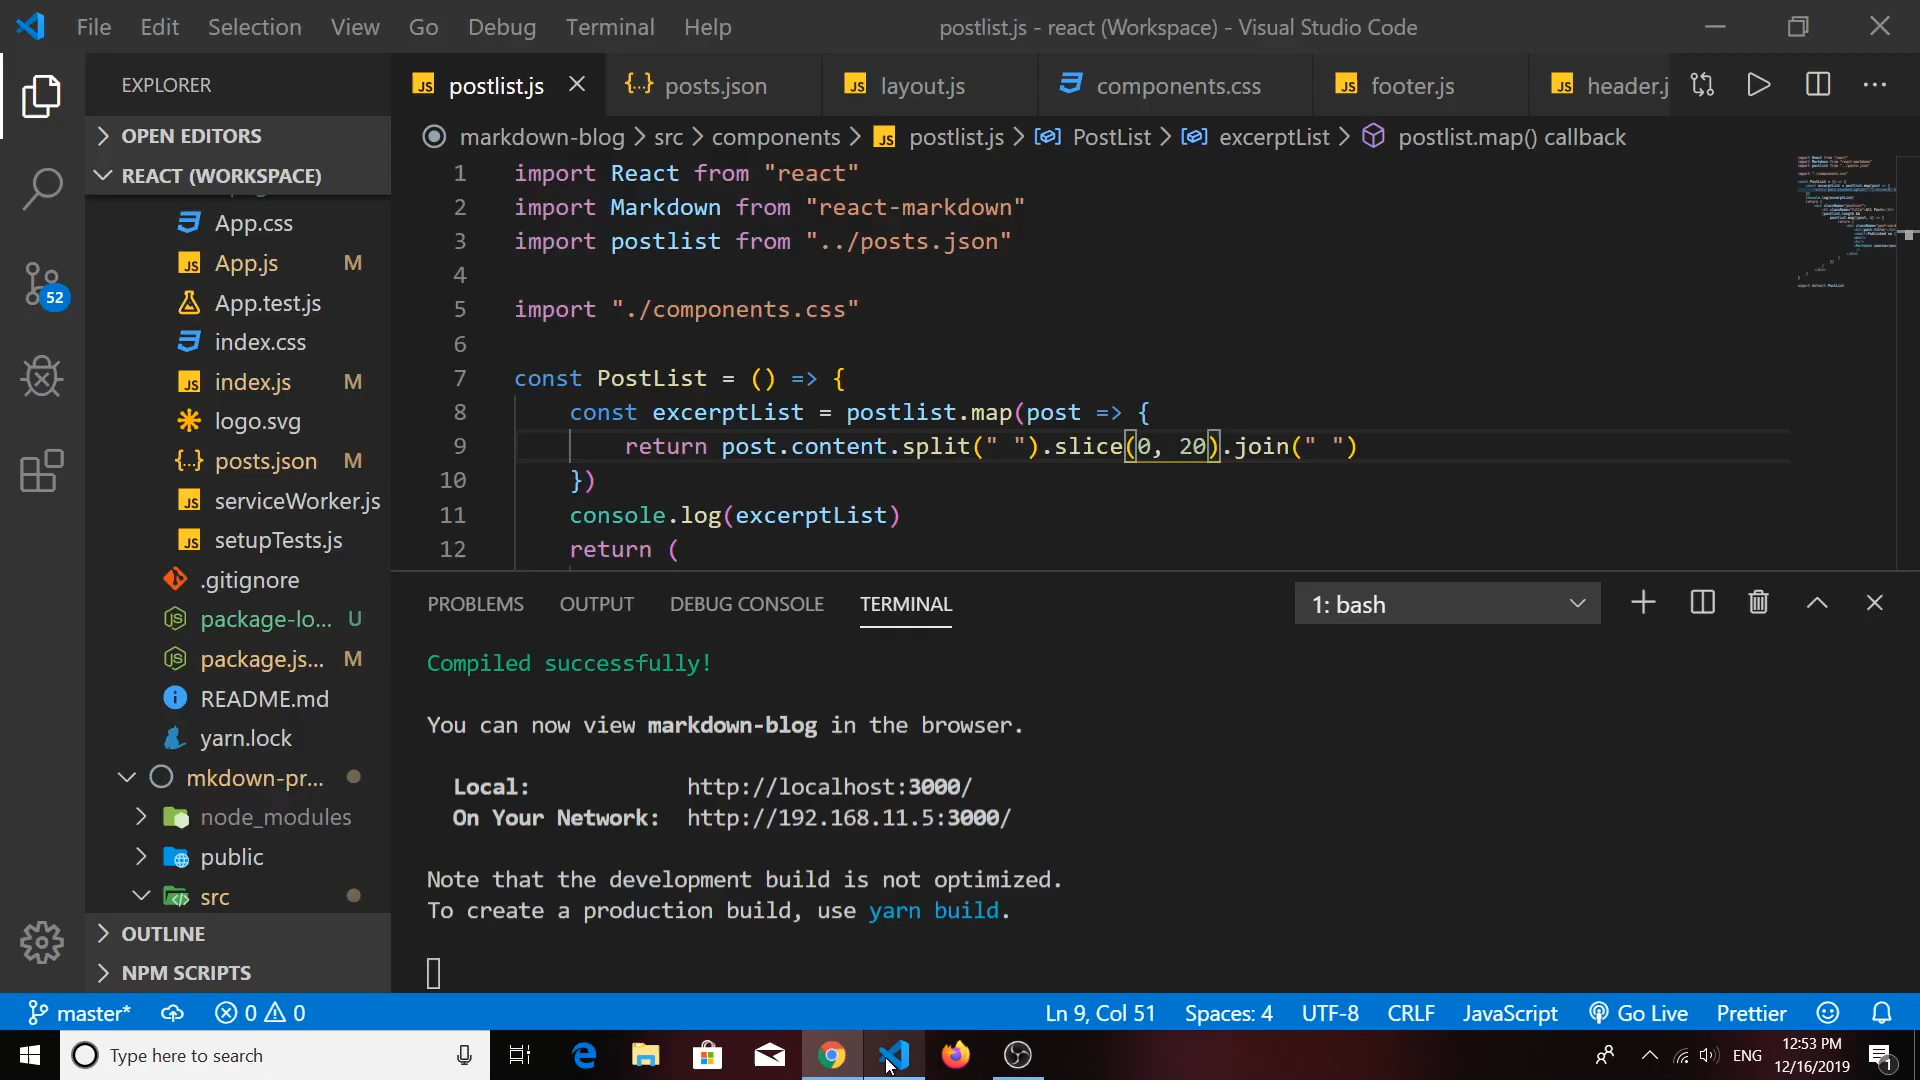 File Edit Selection View Go Debug Terminal Help
postlist.js - react (Workspace) - Visual Studio Code
EXPLORER
OPEN EDITORS
REACT (WORKSPACE)
App.css
App.js M
App.test.js
index.css
index.js M
logo.svg
posts.json M
serviceWorker.js
setupTests.js
.gitignore
package-lo... U
package.js... M
README.md
yarn.lock
mkdown-pr...
node_modules
public
src
OUTLINE
NPM SCRIPTS
52
postlist.js posts.json layout.js components.css footer.js header.j
markdown-blog > src > components > postlist.js > PostList > excerptList > postlist.map() callback
1 import React from "react"
2 import Markdown from "react-markdown"
3 import postlist from "../posts.json"
4
5 import "./components.css"
6
7 const PostList = () => {
8 const excerptList = postlist.map(post => {
9 return post.content.split(" ").slice(0, 20).join(" ")
10 })
11 console.log(excerptList)
12 return (
PROBLEMS OUTPUT DEBUG CONSOLE TERMINAL
1: bash
Compiled successfully!
You can now view markdown-blog in the browser.
Local: http://localhost:3000/
On Your Network: http://192.168.11.5:3000/
Note that the development build is not optimized.
To create a production build, use yarn build.
master* 0 0
Ln 9, Col 51 Spaces: 4 UTF-8 CRLF JavaScript Go Live Prettier
Type here to search
ENG
12:53 PM
12/16/2019
1